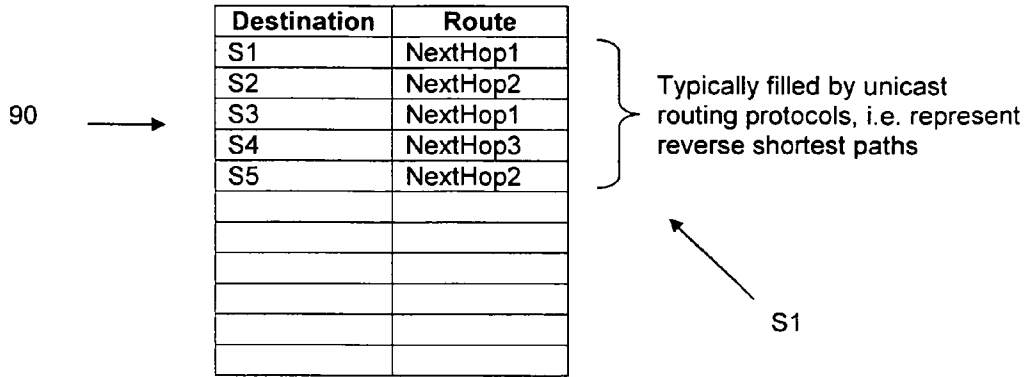 Destination Route
S1 NextHop1
S2 NextHop2
S3 NextHop1
S4 NextHop3
S5 NextHop2
90
Typically filled by unicast
routing protocols, i.e. represent
reverse shortest paths
S1